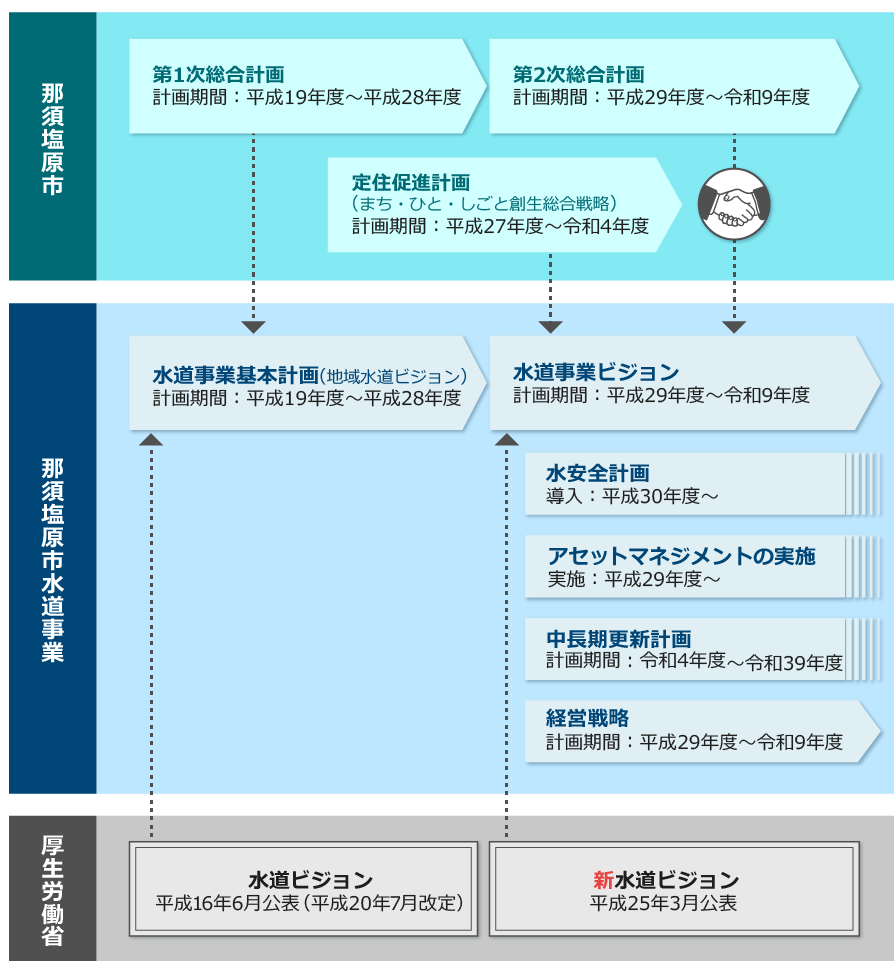 那須塩原市
第1次総合計画
計画期間：平成19年度～平成28年度
第2次総合計画
計画期間：平成29年度～令和9年度
定住促進計画
（まち・ひと・しごと創生総合戦略）
計画期間：平成27年度～令和4年度
那須塩原市水道事業
水道事業基本計画（地域水道ビジョン）
計画期間：平成19年度～平成28年度
水道事業ビジョン
計画期間：平成29年度～令和9年度
水安全計画
導入：平成30年度～
アセットマネジメントの実施
実施：平成29年度～
中長期更新計画
計画期間：令和4年度～令和39年度
経営戦略
計画期間：平成29年度～令和9年度
厚生労働省
水道ビジョン
平成16年6月公表（平成20年7月改定）
新水道ビジョン
平成25年3月公表